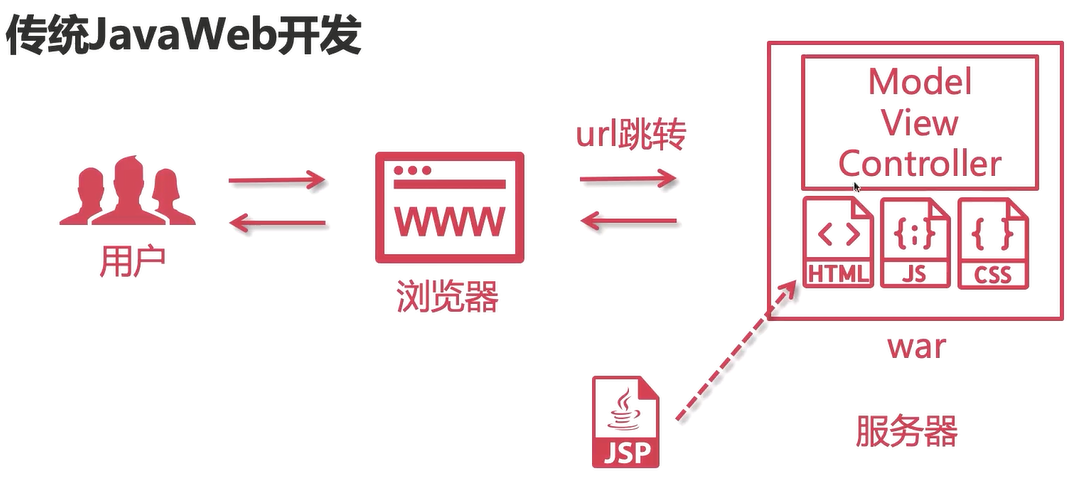 传统JavaWeb开发
用户
WWW
浏览器
url跳转
Model
View
Controller
HTML
{;}
JS
{ }
CSS
war
JSP
服务器